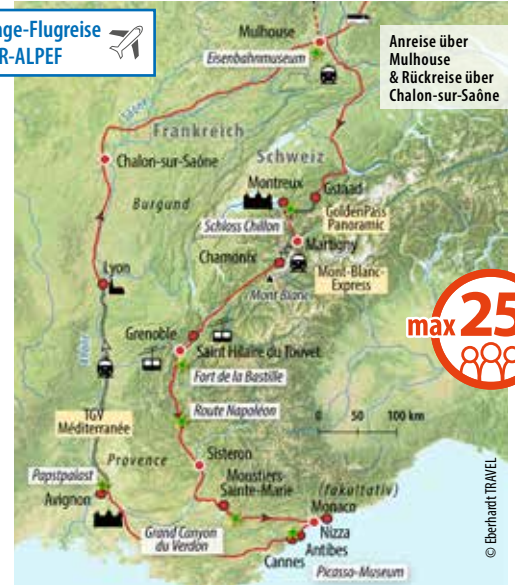 age-Flugreise
R-ALPEF
Anreise über
Mulhouse
& Rückreise über
Chalon-sur-Saône
Mulhouse
Eisenbahnmuseum
Saône
Frankreich
Chalon-sur-Saône
Schweiz
Burgund
Montreux
Gstaad
GoldenPass
Panoramic
Schloss Chillon
Martigny
Chamonix
Mont-Blanc-
Express
Mont Blanc
Lyon
max 25
Grenoble
Saint Hilaire du Touvet
Fort de la Bastille
Rhône
Route Napoléon
0 50 100 km
TGV
Méditerranée
Sisteron
Provence
Papstpalast
Moustiers-
Sainte-Marie
(fakultativ)
Avignon
Monaco
Nizza
Grand Canyon
du Verdon
Antibes
Cannes
Picasso-Museum
© Eberhardt TRAVEL